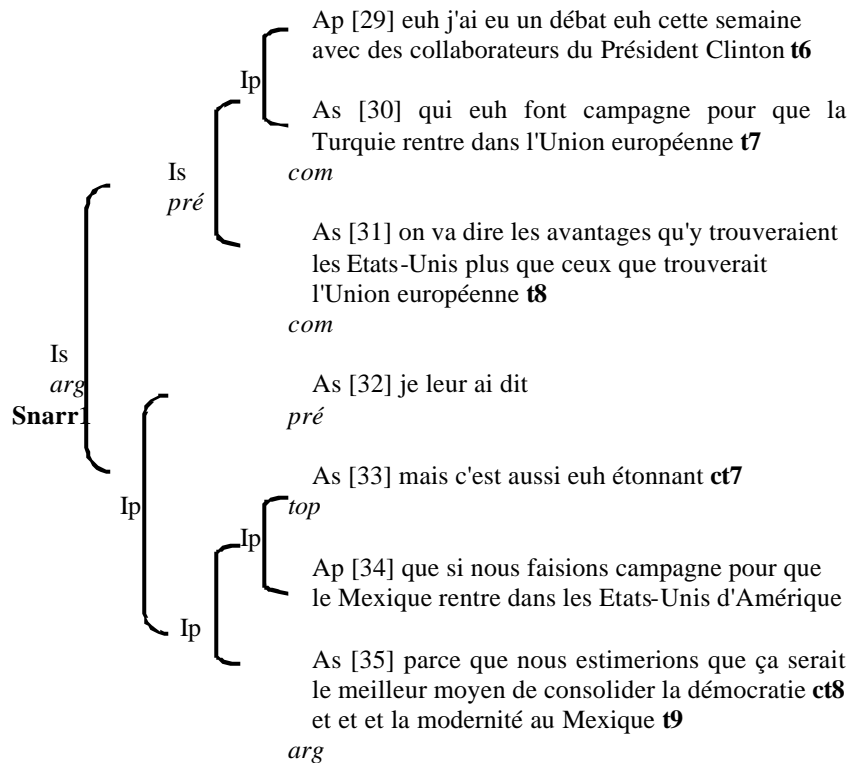 Ap [29] euh j'ai eu un débat euh cette semaine
avec des collaborateurs du Président Clinton t6
Ip
As [30] qui euh font campagne pour que la
Turquie rentre dans l'Union européenne t7
com
Is
pré
As [31] on va dire les avantages qu'y trouveraient
les Etats-Unis plus que ceux que trouverait
l'Union européenne t8
com
Is
arg
Snarr1
As [32] je leur ai dit
pré
As [33] mais c'est aussi euh étonnant ct7
top
Ip
Ip
Ap [34] que si nous faisions campagne pour que
le Mexique rentre dans les Etats-Unis d'Amérique
Ip
As [35] parce que nous estimerions que ça serait
le meilleur moyen de consolider la démocratie ct8
et et et la modernité au Mexique t9
arg